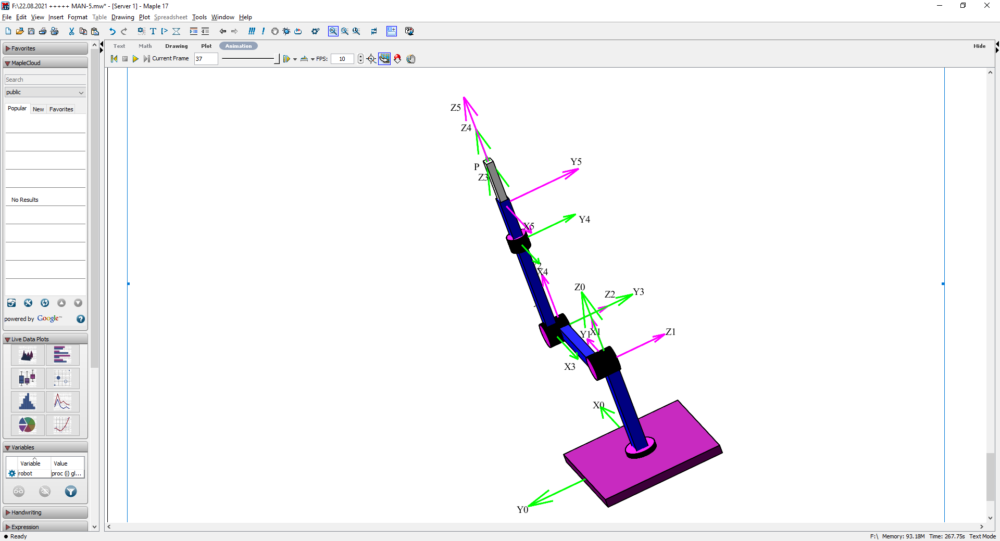 F:\22.08.2021 +++++ MAN-5.mw* - [Server 1] - Maple 17
File Edit View Insert Format Table Drawing Plot Spreadsheet Tools Window Help
Favorites
MapleCloud
Search
public
Popular New Favorites
No Results
powered by Google™
Live Data Plots
Variables
Variable Value
robot proc (i) gl...
Handwriting
Expression
Text Math Drawing Plot Animation Hide
Current Frame 37 FPS: 10
Z5
Z4
P
Z3
Y5
Y4
X5
X4
Z0
Z2
Y3
Y1
X1
Z1
X3
X0
Y0
Ready F:\ Memory: 93.18M Time: 267.75s Text Mode